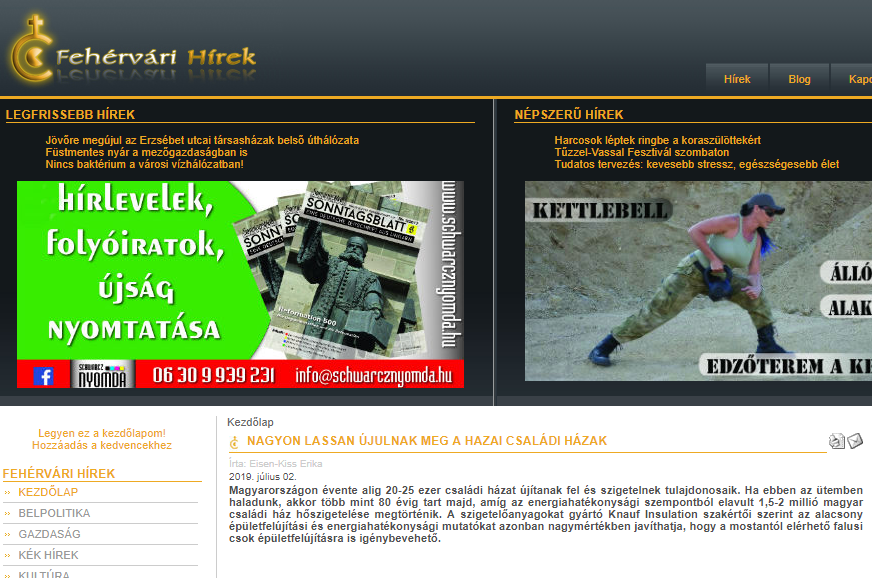 Fehérvári Hírek
Hírek
Blog
Kapc
LEGFRISSEBB HÍREK
Jövőre megújul az Erzsébet utcai társasházak belső úthálózata
Füstmentes nyár a mezőgazdaságban is
Nincs baktérium a városi vízhálózatban!
hírlevelek,
folyóiratok,
újság
nyomtatása
SONNTAGSBLATT
Reformation 500
www.schwarcznyomda.hu
SCHWARCZ
NYOMDA
06 30 9 939 231
info@schwarcznyomda.hu
NÉPSZERŰ HÍREK
Harcosok léptek ringbe a koraszülöttekért
Tűzzel-Vassal Fesztivál szombaton
Tudatos tervezés: kevesebb stressz, egészségesebb élet
KETTLEBELL
ÁLLÓ
ALAK
EDZŐTEREM A KE
Legyen ez a kezdőlapom!
Hozzáadás a kedvencekhez
FEHÉRVÁRI HÍREK
KEZDŐLAP
BELPOLITIKA
GAZDASÁG
KÉK HÍREK
KULTÚRA
Kezdőlap
NAGYON LASSAN ÚJULNAK MEG A HAZAI CSALÁDI HÁZAK
Írta: Eisen-Kiss Erika
2019. július 02.
Magyarországon évente alig 20-25 ezer családi házat újítanak fel és szigetelnek tulajdonosaik. Ha ebben az ütemben
haladunk, akkor több mint 80 évig tart majd, amíg az energiahatékonysági szempontból elavult 1,5-2 millió magyar
családi ház hőszigetelése megtörténik. A szigetelőanyagokat gyártó Knauf Insulation szakértői szerint az alacsony
épületfelújítási és energiahatékonysági mutatókat azonban nagymértékben javíthatja, hogy a mostantól elérhető falusi
csok épületfelújításra is igénybevehető.